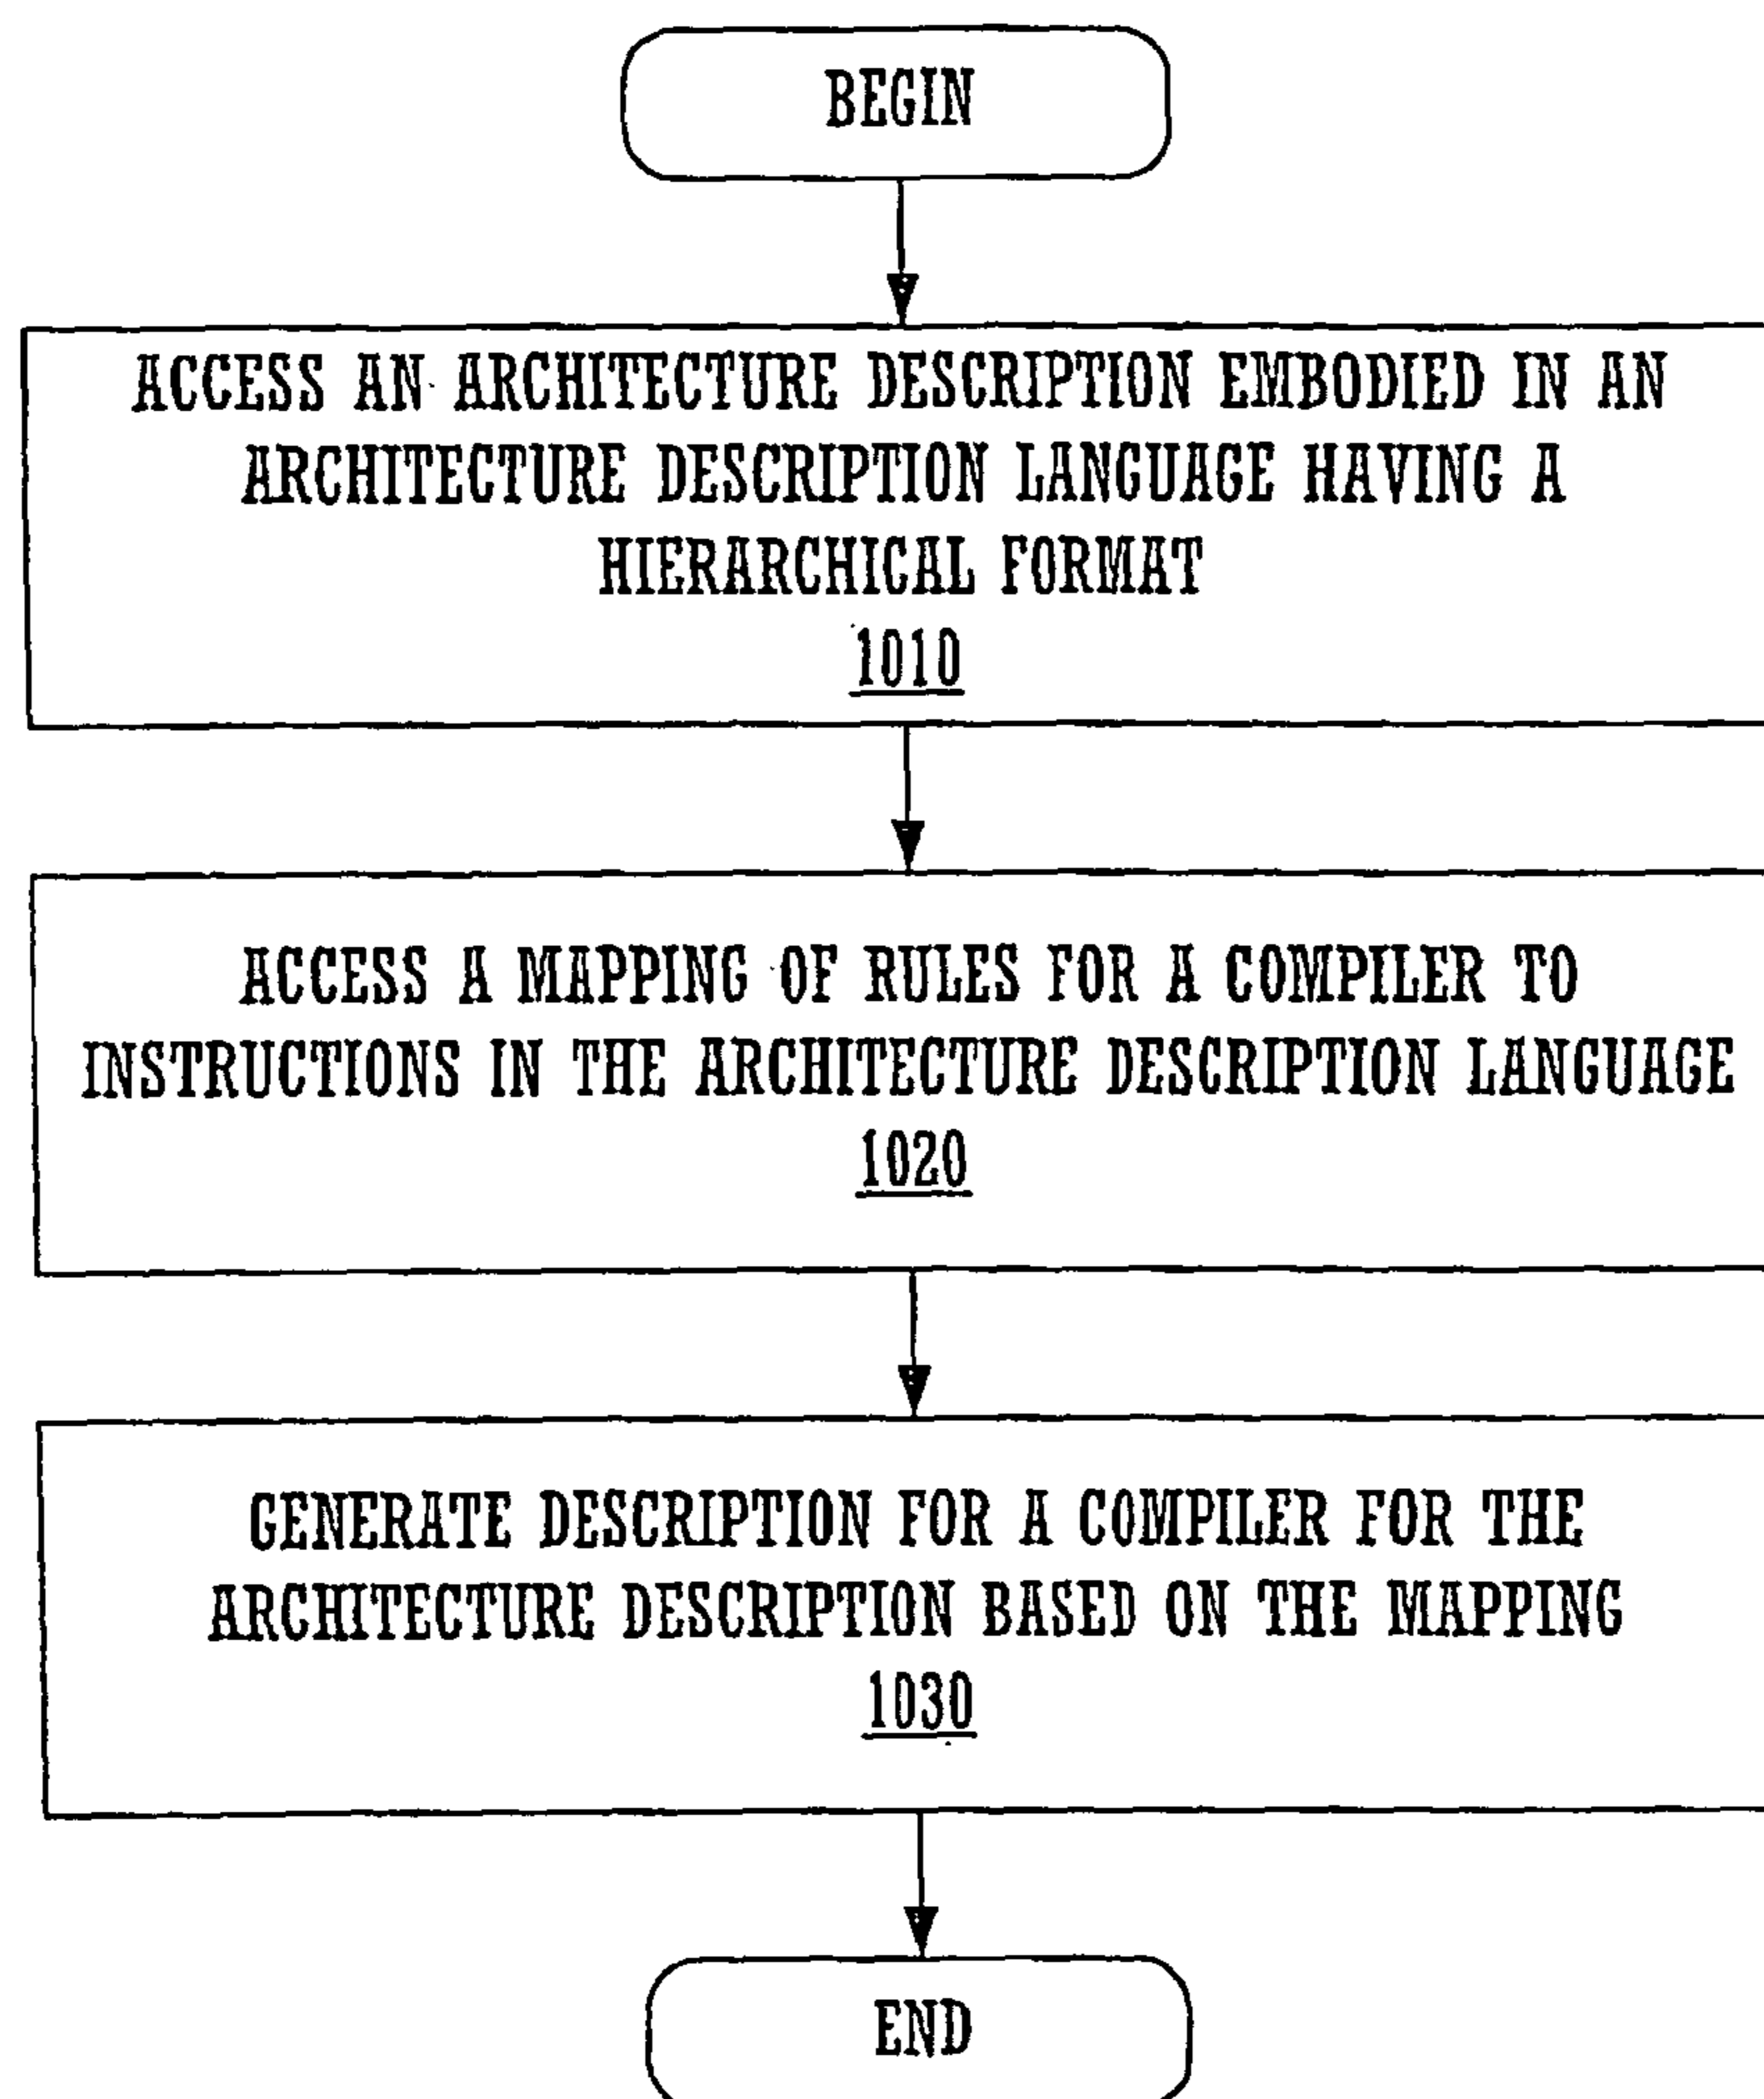 BEGIN
ACCESS AN ARCHITECTURE DESCRIPTION EMBODIED IN AN
ARCHITECTURE DESCRIPTION LANGUAGE HAVING A
HIERARCHICAL FORMAT
1010
ACCESS A MAPPING OF RULES FOR A COMPILER TO
INSTRUCTIONS IN THE ARCHITECTURE DESCRIPTION LANGUAGE
1020
GENERATE DESCRIPTION FOR A COMPILER FOR THE
ARCHITECTURE DESCRIPTION BASED ON THE MAPPING
1030
END